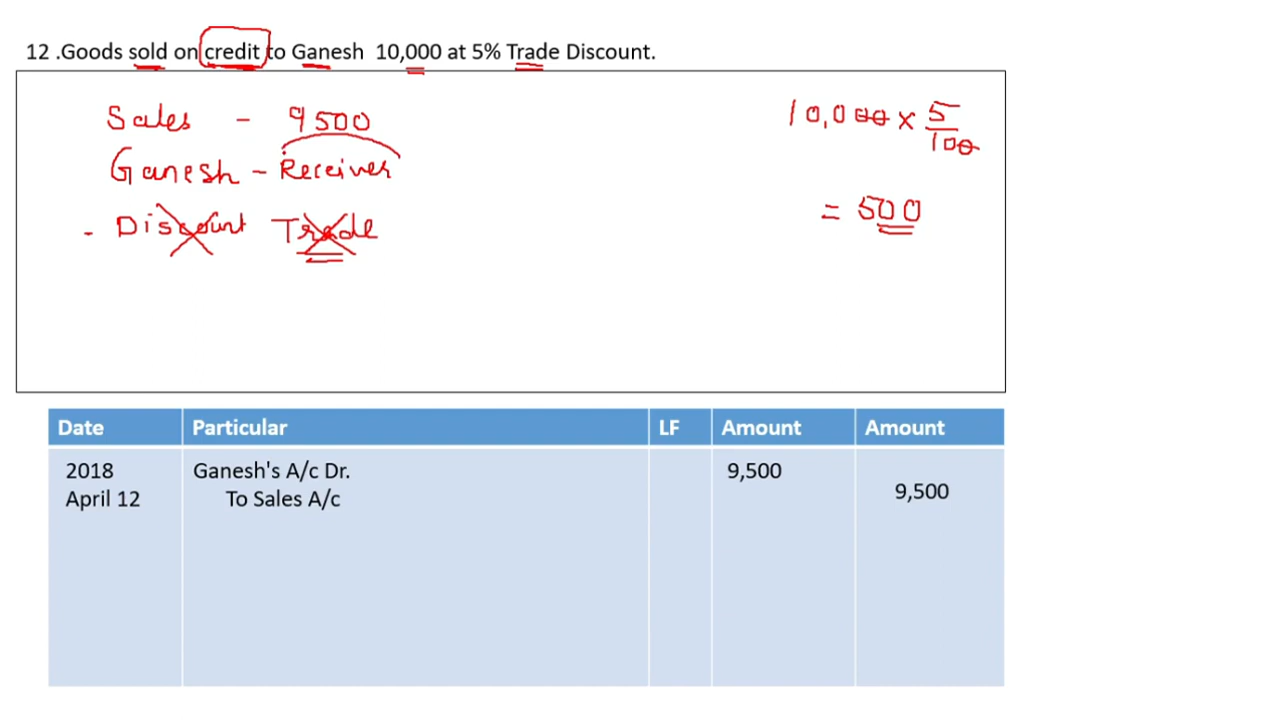 12 .Goods sold on credit to Ganesh 10,000 at 5% Trade Discount.
Sales - 9500
10,000 × 5/100
Ganesh - Receiver
- Discount Trade
= 500
Date Particular LF Amount Amount
2018 Ganesh's A/c Dr. 9,500
April 12 To Sales A/c 9,500